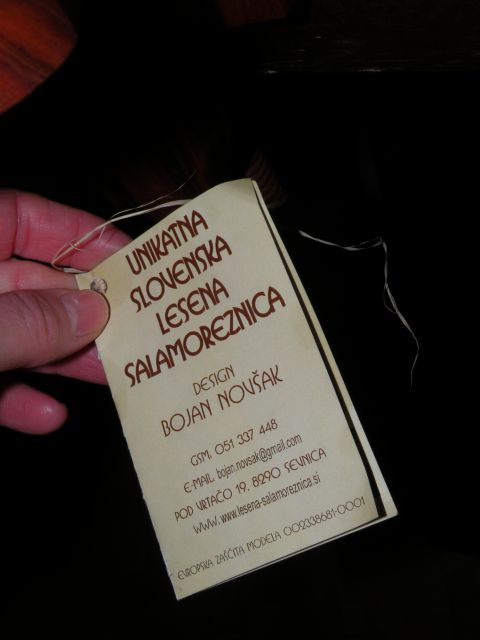 UNIKATNA
SLOVENSKA
LESENA
SALAMOREZNICA
DESIGN
BOJAN NOVŠAK
GSM: 051 337 448
E-MAIL: bojan.novsak@gmail.com
POD VRTAČO 19, 8290 SEVNICA
WWW: www.lesena-salamoreznica.si
EVROPSKA ZAŠČITA MODELA 002338681-0001